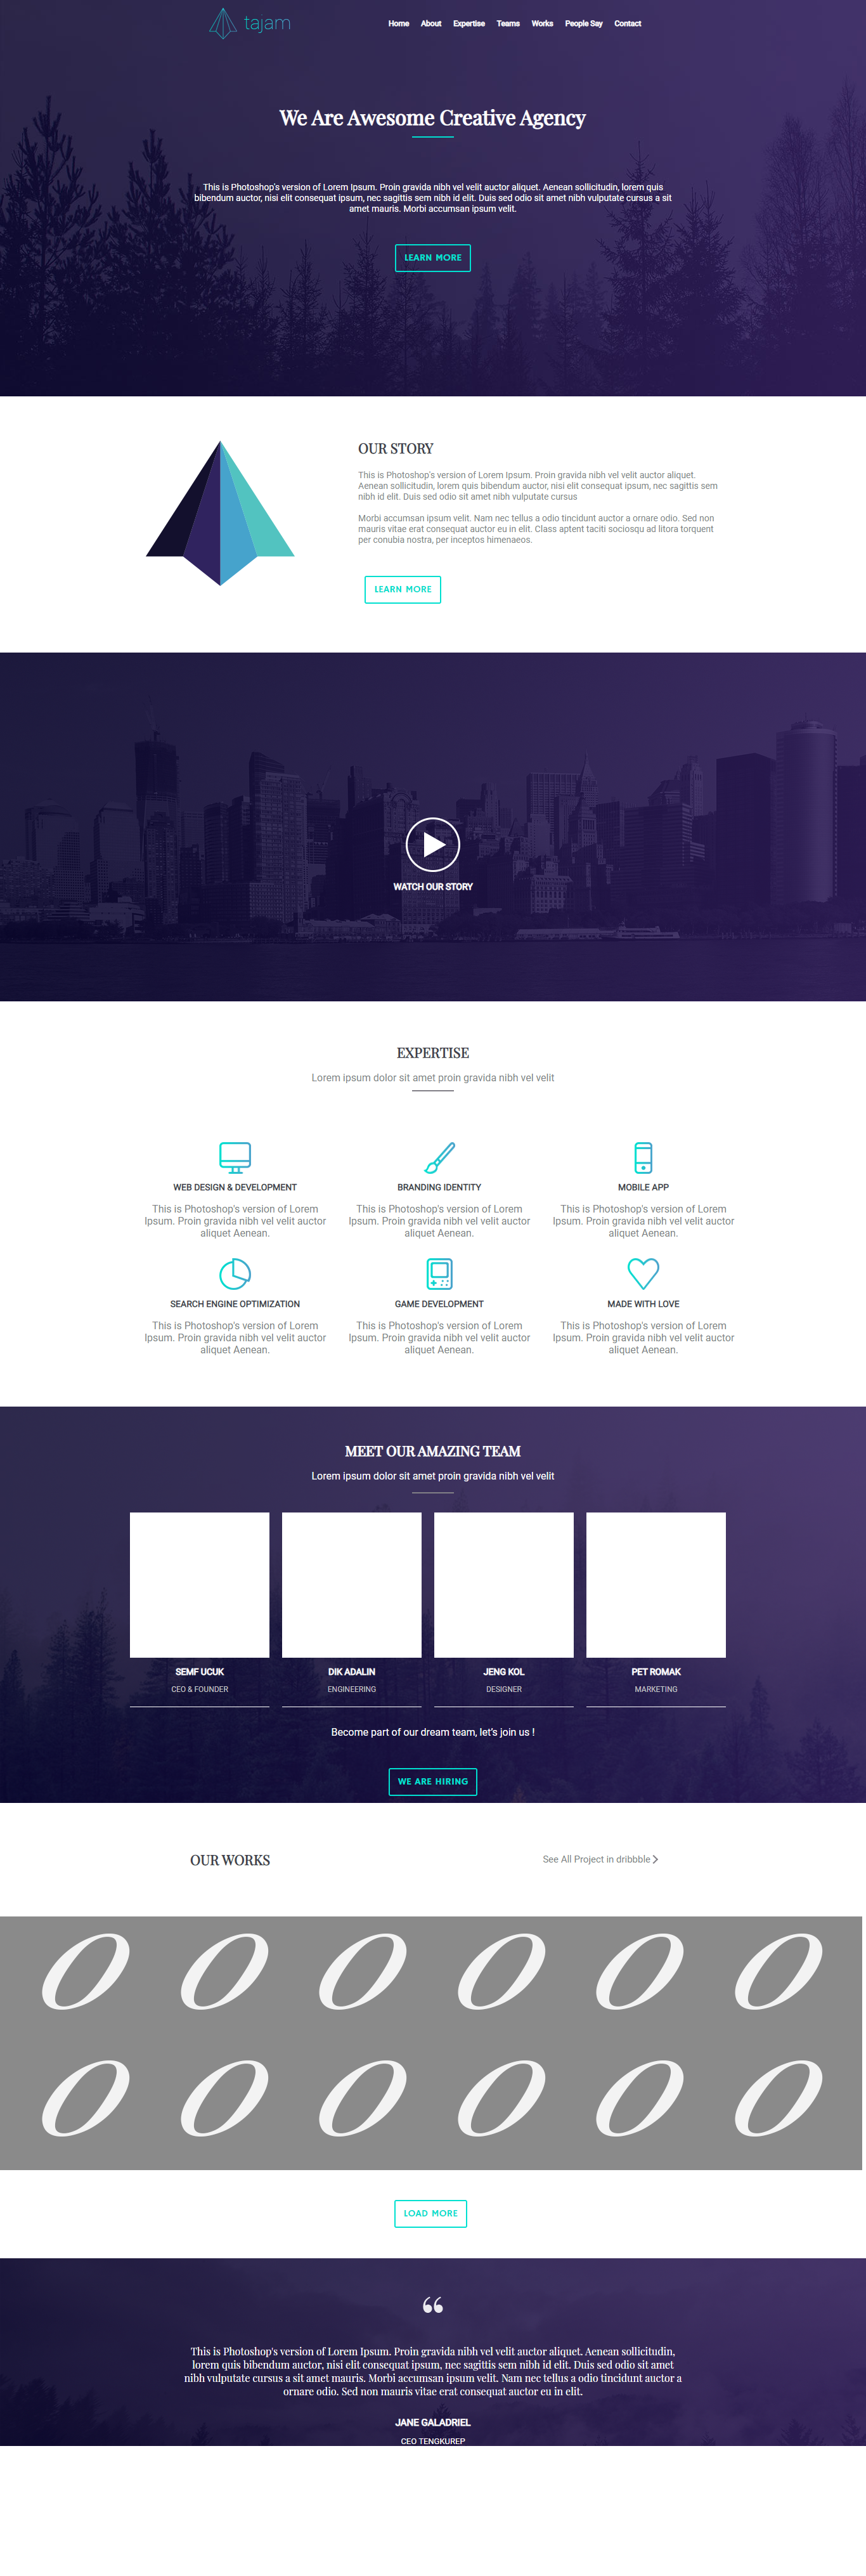 tajam
Home About Expertise Teams Works People Say Contact
We Are Awesome Creative Agency
This is Photoshop's version of Lorem Ipsum. Proin gravida nibh vel velit auctor aliquet. Aenean sollicitudin, lorem quis
bibendum auctor, nisi elit consequat ipsum, nec sagittis sem nibh id elit. Duis sed odio sit amet nibh vulputate cursus a sit
amet mauris. Morbi accumsan ipsum velit.
LEARN MORE
OUR STORY
This is Photoshop's version of Lorem Ipsum. Proin gravida nibh vel velit auctor aliquet.
Aenean sollicitudin, lorem quis bibendum auctor, nisi elit consequat ipsum, nec sagittis sem
nibh id elit. Duis sed odio sit amet nibh vulputate cursus
Morbi accumsan ipsum velit. Nam nec tellus a odio tincidunt auctor a ornare odio. Sed non
mauris vitae erat consequat auctor eu in elit. Class aptent taciti sociosqu ad litora torquent
per conubia nostra, per inceptos himenaeos.
LEARN MORE
WATCH OUR STORY
EXPERTISE
Lorem ipsum dolor sit amet proin gravida nibh vel velit
WEB DESIGN & DEVELOPMENT
This is Photoshop's version of Lorem
Ipsum. Proin gravida nibh vel velit auctor
aliquet Aenean.
BRANDING IDENTITY
This is Photoshop's version of Lorem
Ipsum. Proin gravida nibh vel velit auctor
aliquet Aenean.
MOBILE APP
This is Photoshop's version of Lorem
Ipsum. Proin gravida nibh vel velit auctor
aliquet Aenean.
SEARCH ENGINE OPTIMIZATION
This is Photoshop's version of Lorem
Ipsum. Proin gravida nibh vel velit auctor
aliquet Aenean.
GAME DEVELOPMENT
This is Photoshop's version of Lorem
Ipsum. Proin gravida nibh vel velit auctor
aliquet Aenean.
MADE WITH LOVE
This is Photoshop's version of Lorem
Ipsum. Proin gravida nibh vel velit auctor
aliquet Aenean.
MEET OUR AMAZING TEAM
Lorem ipsum dolor sit amet proin gravida nibh vel velit
SEMF UCUK
CEO & FOUNDER
DIK ADALIN
ENGINEERING
JENG KOL
DESIGNER
PET ROMAK
MARKETING
Become part of our dream team, let's join us !
WE ARE HIRING
OUR WORKS
See All Project in dribbble
0 0 0 0 0 0
0 0 0 0 0 0
LOAD MORE
“
This is Photoshop's version of Lorem Ipsum. Proin gravida nibh vel velit auctor aliquet. Aenean sollicitudin,
lorem quis bibendum auctor, nisi elit consequat ipsum, nec sagittis sem nibh id elit. Duis sed odio sit amet
nibh vulputate cursus a sit amet mauris. Morbi accumsan ipsum velit. Nam nec tellus a odio tincidunt auctor a
ornare odio. Sed non mauris vitae erat consequat auctor eu in elit.
JANE GALADRIEL
CEO TENGKUREP